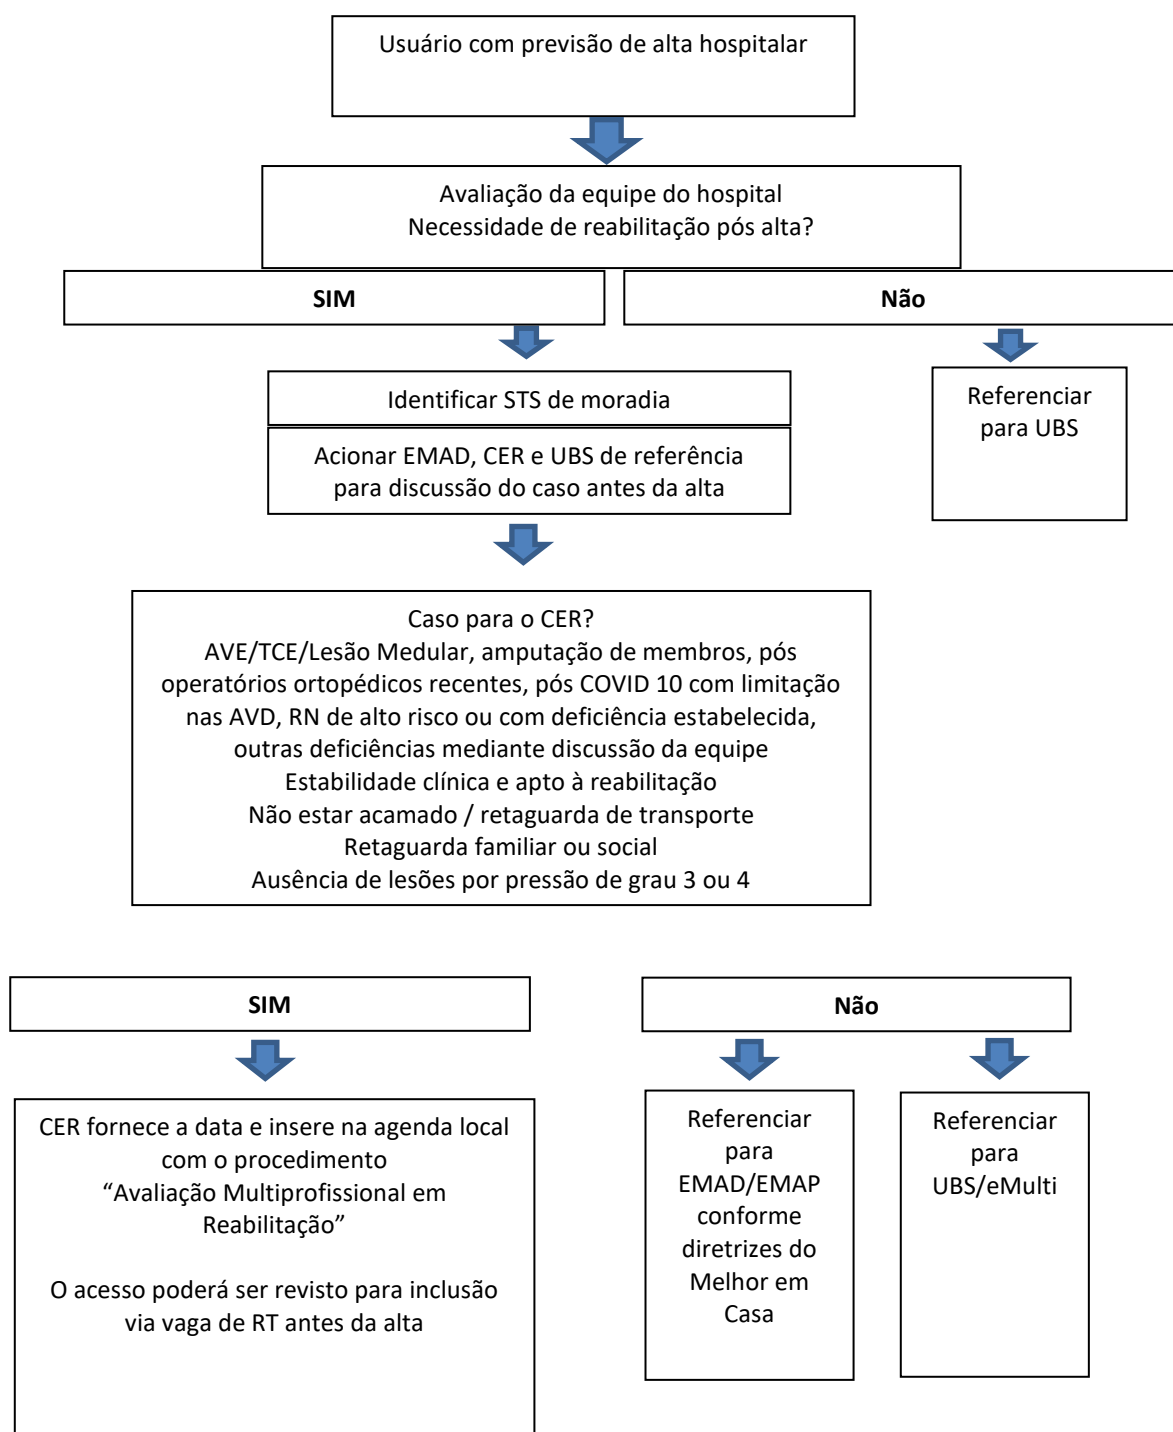 Usuário com previsão de alta hospitalar
Avaliação da equipe do hospital
Necessidade de reabilitação pós alta?
SIM
Não
Identificar STS de moradia
Acionar EMAD, CER e UBS de referência
para discussão do caso antes da alta
Referenciar
para UBS
Caso para o CER?
AVE/TCE/Lesão Medular, amputação de membros, pós
operatórios ortopédicos recentes, pós COVID 10 com limitação
nas AVD, RN de alto risco ou com deficiência estabelecida,
outras deficiências mediante discussão da equipe
Estabilidade clínica e apto à reabilitação
Não estar acamado / retaguarda de transporte
Retaguarda familiar ou social
Ausência de lesões por pressão de grau 3 ou 4
SIM
Não
CER fornece a data e insere na agenda local
com o procedimento
“Avaliação Multiprofissional em
Reabilitação”
O acesso poderá ser revisto para inclusão
via vaga de RT antes da alta
Referenciar
para
EMAD/EMAP
conforme
diretrizes do
Melhor em
Casa
Referenciar
para
UBS/eMulti